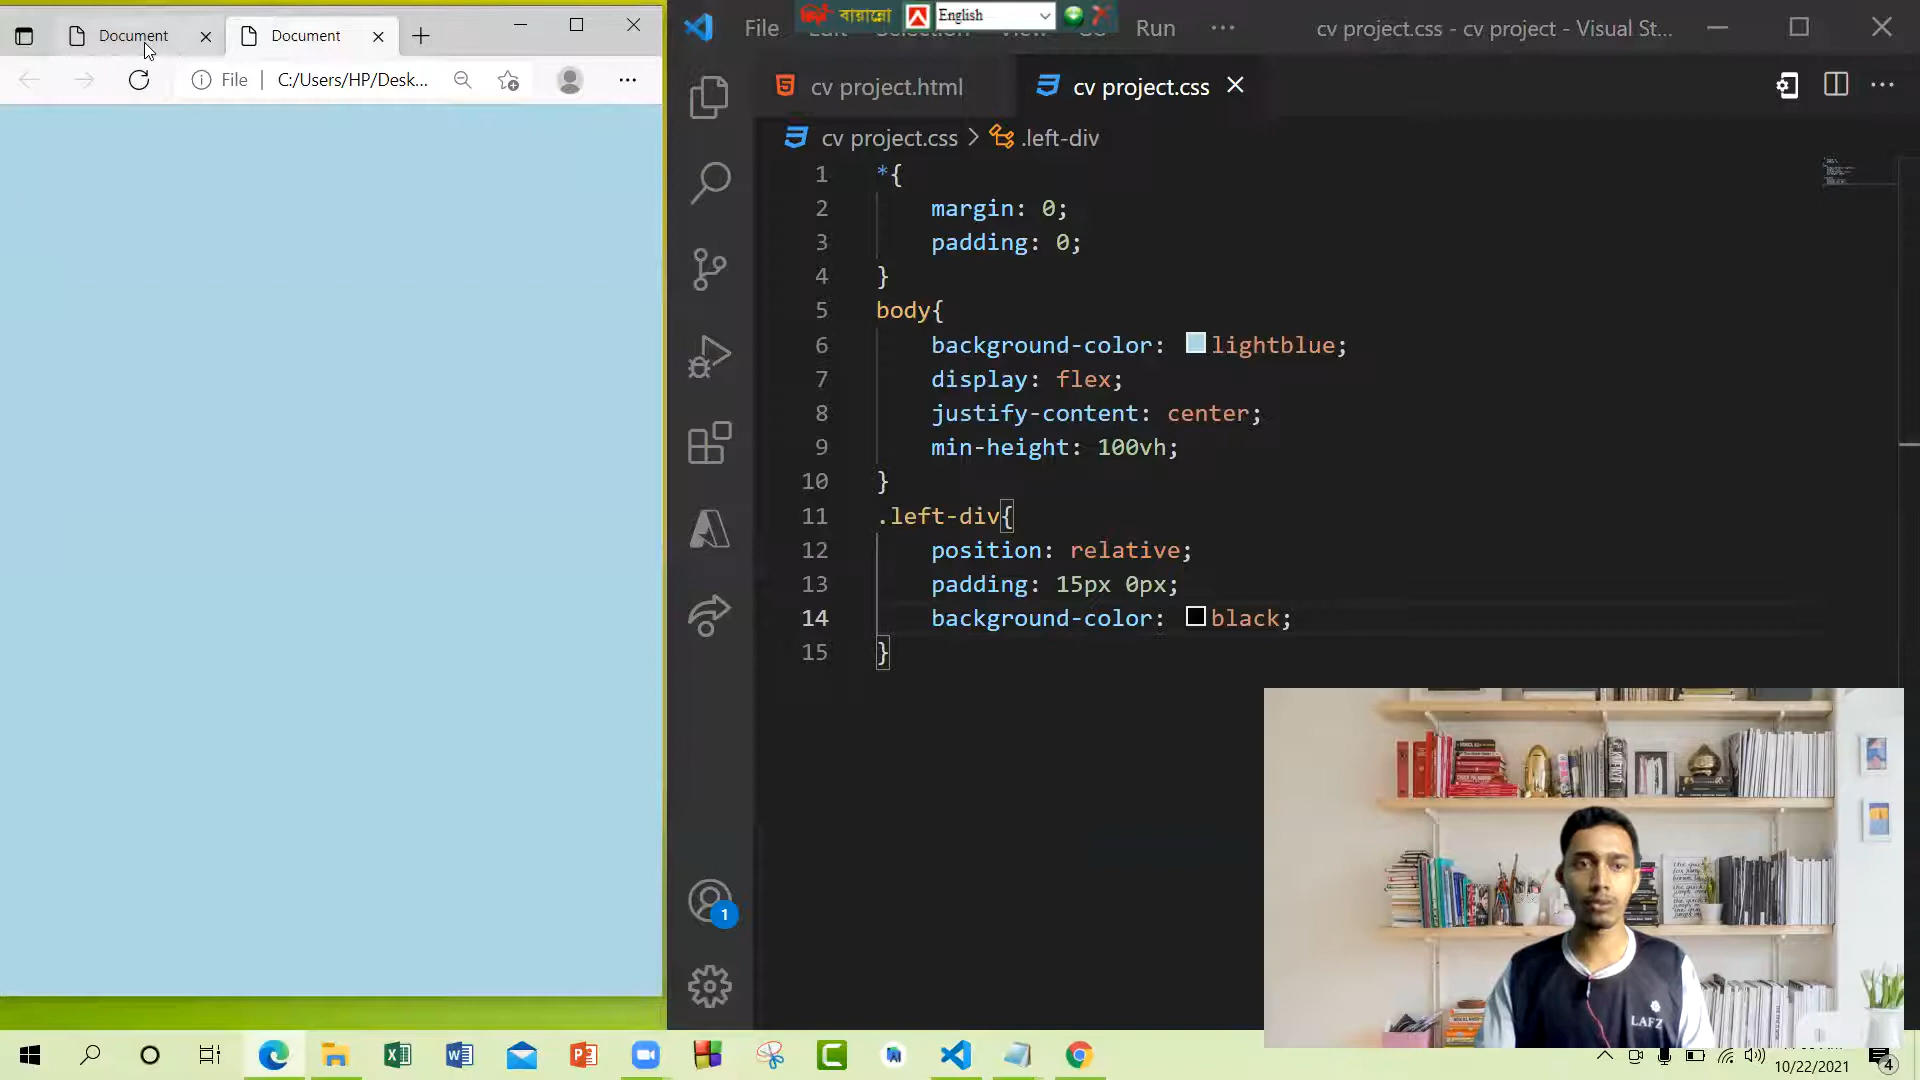 Document
Document
File
C:/Users/HP/Desk...
File
English
Run
cv project.css - cv project - Visual St...
cv project.html
cv project.css
cv project.css > .left-div
1 *{
2 margin: 0;
3 padding: 0;
4 }
5 body{
6 background-color: lightblue;
7 display: flex;
8 justify-content: center;
9 min-height: 100vh;
10 }
11 .left-div{
12 position: relative;
13 padding: 15px 0px;
14 background-color: black;
15 }
1
LAFZ
10/22/2021
4